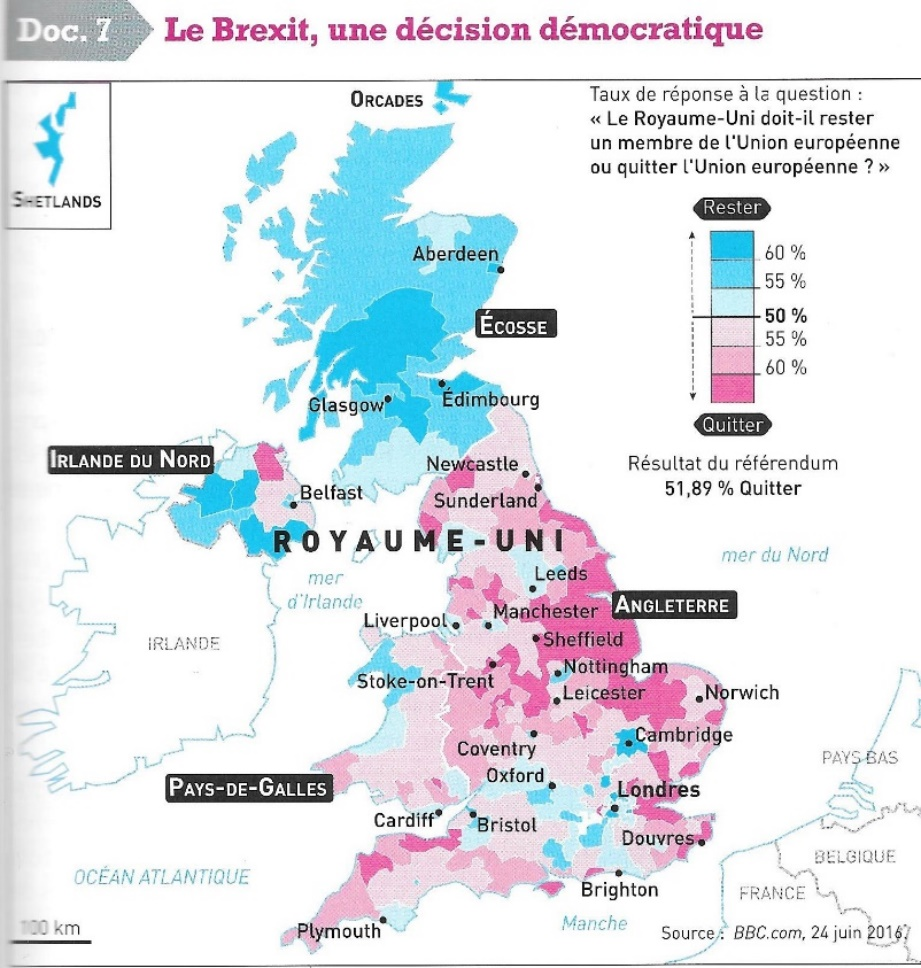 Doc. 7
Le Brexit, une décision démocratique
ORCADES
SHETLANDS
Taux de réponse à la question :
« Le Royaume-Uni doit-il rester
un membre de l'Union européenne
ou quitter l'Union européenne ? »
Rester
60 %
55 %
50 %
55 %
60 %
Quitter
Résultat du référendum
51,89 % Quitter
Aberdeen
ÉCOSSE
Glasgow
Édimbourg
IRLANDE DU NORD
Belfast
Newcastle
Sunderland
ROYAUME-UNI
mer du Nord
mer
d'Irlande
Leeds
Manchester
ANGLETERRE
Liverpool
Sheffield
IRLANDE
Nottingham
Stoke-on-Trent
Leicester
Norwich
Cambridge
Coventry
PAYS BAS
Oxford
PAYS-DE-GALLES
Londres
Cardiff
Bristol
Douvres
BELGIQUE
OCÉAN ATLANTIQUE
Brighton
FRANCE
100 km
Plymouth
Manche
Source : BBC.com, 24 juin 2016.